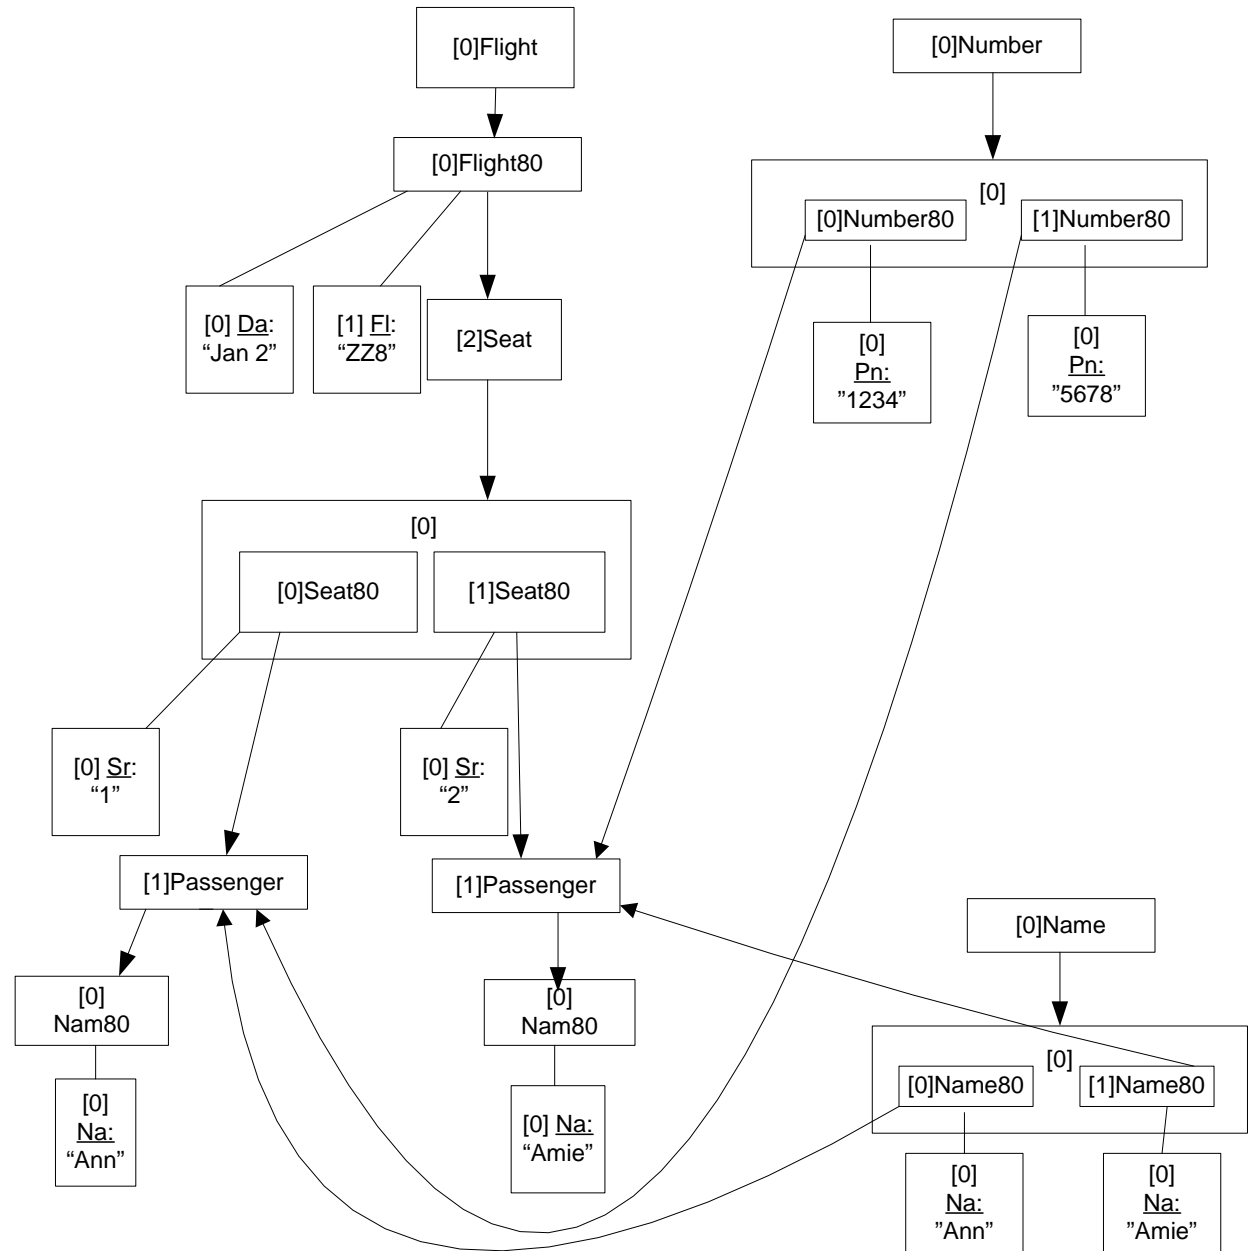 [0]Flight
[0]Number
[0]Flight80
[0]
[0]Number80
[1]Number80
[0] Da:
“Jan 2”
[1] Fl:
“ZZ8”
[2]Seat
[0]
Pn:
”1234”
[0]
Pn:
”5678”
[0]
[0]Seat80
[1]Seat80
[0] Sr:
“1”
[0] Sr:
“2”
[1]Passenger
[1]Passenger
[0]Name
[0]
Nam80
[0]
Nam80
[0]
[0]Name80
[1]Name80
[0]
Na:
“Ann”
[0] Na:
“Amie”
[0]
Na:
”Ann”
[0]
Na:
”Amie”